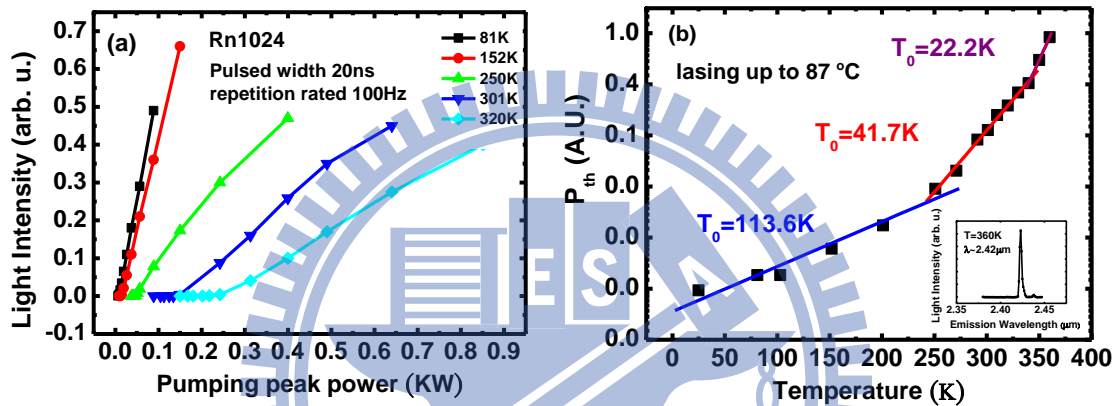 (a)
Rn1024
Pulsed width 20ns
repetition rated 100Hz
81K
152K
250K
301K
320K
Light Intensity (arb. u.)
0.7
0.6
0.5
0.4
0.3
0.2
0.1
0.0
-0.1
0.0 0.1 0.2 0.3 0.4 0.5 0.6 0.7 0.8 0.9
Pumping peak power (KW)
(b)
T0=22.2K
lasing up to 87 °C
T0=41.7K
T0=113.6K
Pth (A.U.)
1.0
0.1
0.0
0.0
0.0
0.0
0 50 100 150 200 250 300 350 400
Temperature (K)
T=360K
λ~2.42μm
Light Intensity (arb. u.)
2.35 2.40 2.45
Emission Wavelength μm)
ESA
8